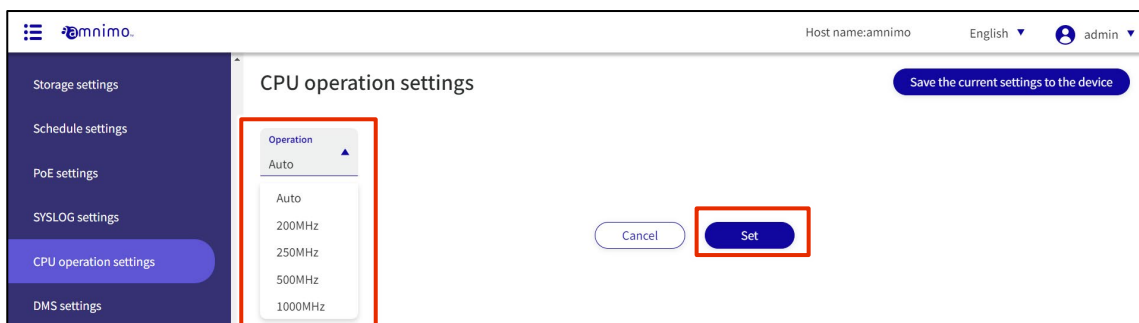 amnimo
Host name:amnimo
English
admin
Storage settings
Schedule settings
PoE settings
SYSLOG settings
CPU operation settings
DMS settings
CPU operation settings
Save the current settings to the device
Operation
Auto
Auto
200MHz
250MHz
500MHz
1000MHz
Cancel
Set